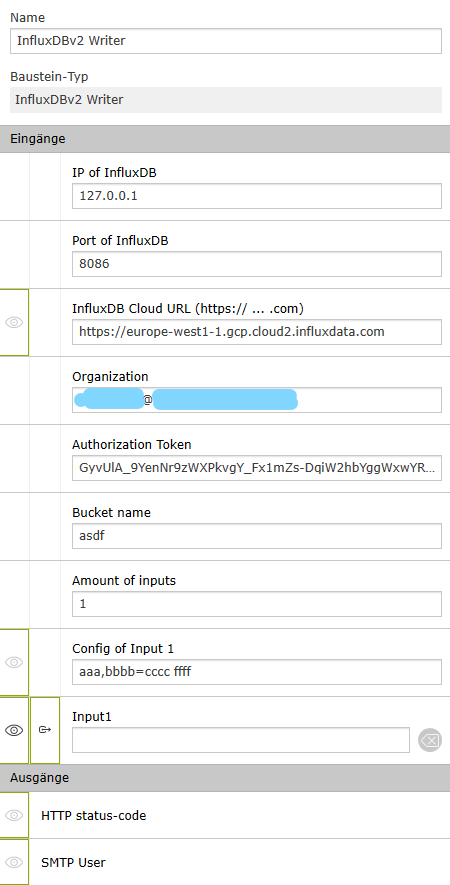 Name
InfluxDBv2 Writer
Baustein-Typ
InfluxDBv2 Writer
Eingänge
IP of InfluxDB
127.0.0.1
Port of InfluxDB
8086
InfluxDB Cloud URL (https:// ... .com)
https://europe-west1-1.gcp.cloud2.influxdata.com
Organization
@
Authorization Token
GyvUlA_9YenNr9zWXPkvgY_Fx1mZs-DqiW2hbYggWxwYR...
Bucket name
asdf
Amount of inputs
1
Config of Input 1
aaa,bbbb=cccc ffff
Input1
Ausgänge
HTTP status-code
SMTP User